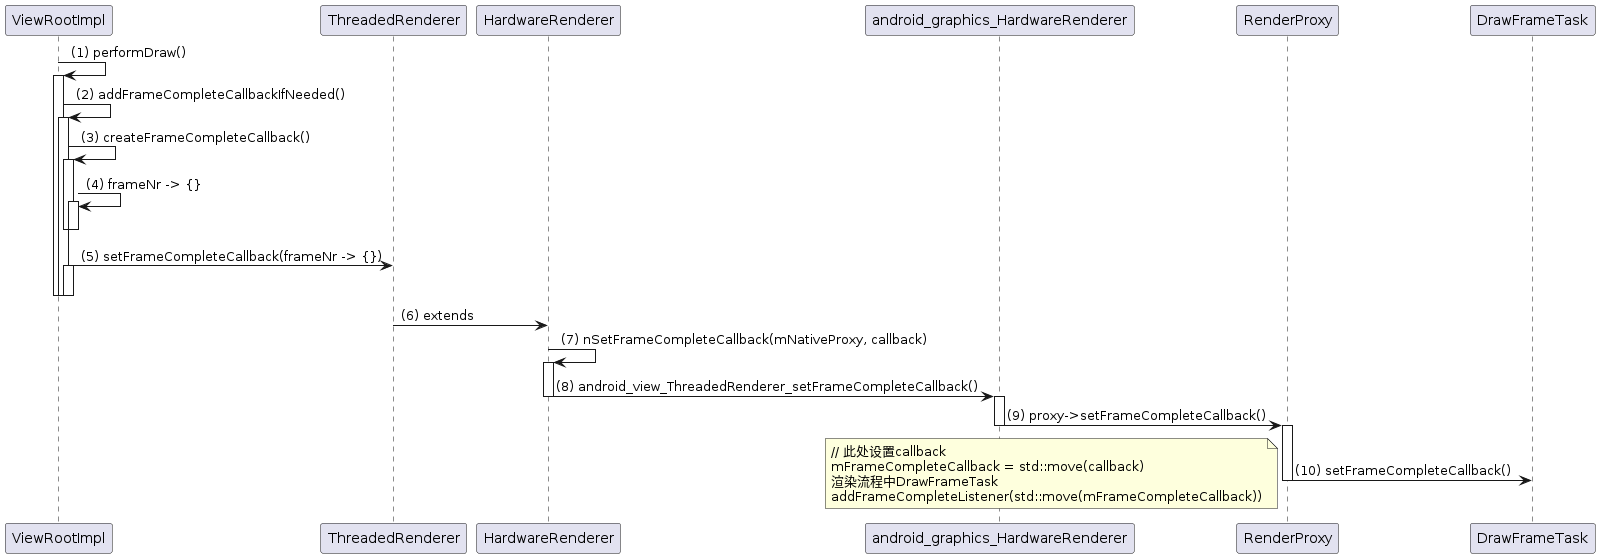 ViewRootImpl
ThreadedRenderer
HardwareRenderer
android_graphics_HardwareRenderer
RenderProxy
DrawFrameTask
(1) performDraw()
(2) addFrameCompleteCallbackIfNeeded()
(3) createFrameCompleteCallback()
(4) frameNr -> {}
(5) setFrameCompleteCallback(frameNr -> {})
(6) extends
(7) nSetFrameCompleteCallback(mNativeProxy, callback)
(8) android_view_ThreadedRenderer_setFrameCompleteCallback()
(9) proxy->setFrameCompleteCallback()
// 此处设置callback
mFrameCompleteCallback = std::move(callback)
渲染流程中DrawFrameTask
addFrameCompleteListener(std::move(mFrameCompleteCallback))
(10) setFrameCompleteCallback()
ViewRootImpl
ThreadedRenderer
HardwareRenderer
android_graphics_HardwareRenderer
RenderProxy
DrawFrameTask